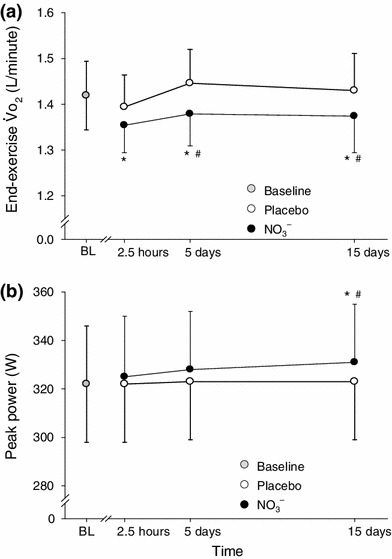 (a)
End-exercise V̇o₂ (L/minute)
1.6
1.5
1.4
1.3
1.2
0.0
*
* #
* #
Baseline
Placebo
NO₃⁻
BL
2.5 hours
5 days
15 days
(b)
Peak power (W)
360
340
320
300
280
0
* #
Baseline
Placebo
NO₃⁻
BL
2.5 hours
5 days
15 days
Time